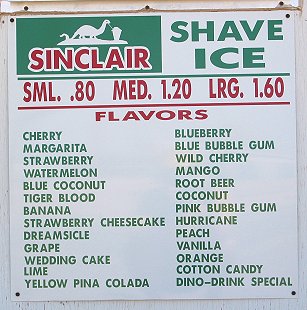 SINCLAIR
SHAVE
ICE
SML. .80 MED. 1.20 LRG. 1.60
FLAVORS
CHERRY
MARGARITA
STRAWBERRY
WATERMELON
BLUE COCONUT
TIGER BLOOD
BANANA
STRAWBERRY CHEESECAKE
DREAMSICLE
GRAPE
WEDDING CAKE
LIME
YELLOW PINA COLADA
BLUEBERRY
BLUE BUBBLE GUM
WILD CHERRY
MANGO
ROOT BEER
COCONUT
PINK BUBBLE GUM
HURRICANE
PEACH
VANILLA
ORANGE
COTTON CANDY
DINO-DRINK SPECIAL